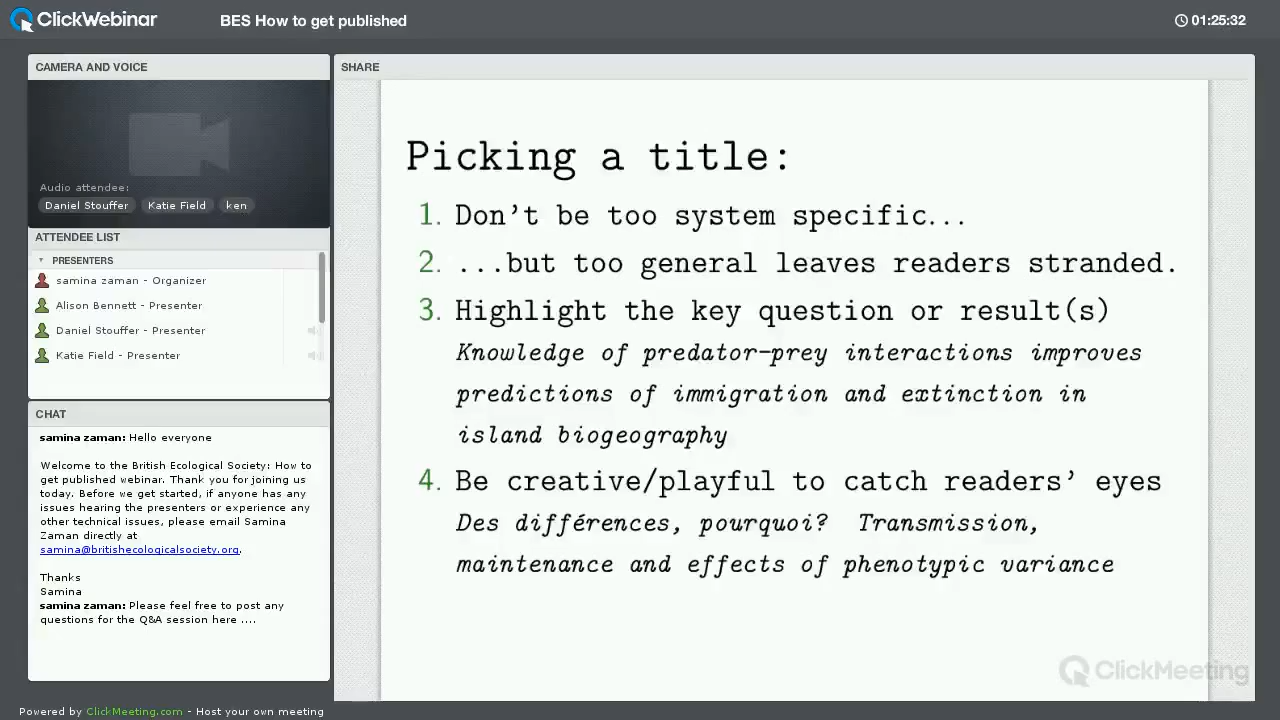 ClickWebinar
BES How to get published
01:25:32
CAMERA AND VOICE
Audio attendee:
Daniel Stouffer
Katie Field
ken
ATTENDEE LIST
PRESENTERS
samina zaman - Organizer
Alison Bennett - Presenter
Daniel Stouffer - Presenter
Katie Field - Presenter
CHAT
samina zaman: Hello everyone
Welcome to the British Ecological Society: How to
get published webinar. Thank you for joining us
today. Before we get started, if anyone has any
issues hearing the presenters or experience any
other technical issues, please email Samina
Zaman directly at
samina@britishecologicalsociety.org.
Thanks
Samina
samina zaman: Please feel free to post any
questions for the Q&A session here ....
SHARE
Picking a title:
1. Don't be too system specific...
2. ...but too general leaves readers stranded.
3. Highlight the key question or result(s)
Knowledge of predator-prey interactions improves
predictions of immigration and extinction in
island biogeography
4. Be creative/playful to catch readers' eyes
Des différences, pourquoi? Transmission,
maintenance and effects of phenotypic variance
ClickMeeting
Powered by ClickMeeting.com - Host your own meeting